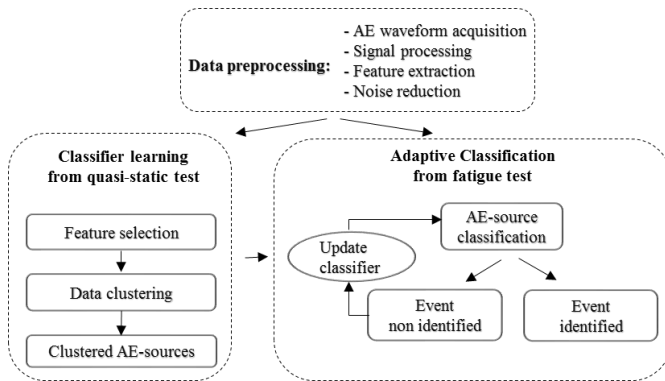 - AE waveform acquisition
- Signal processing
Data preprocessing:
- Feature extraction
- Noise reduction
Classifier learning
from quasi-static test
Feature selection
Data clustering
Clustered AE-sources
Adaptive Classification
from fatigue test
AE-source
classification
Update
classifier
Event
non identified
Event
identified